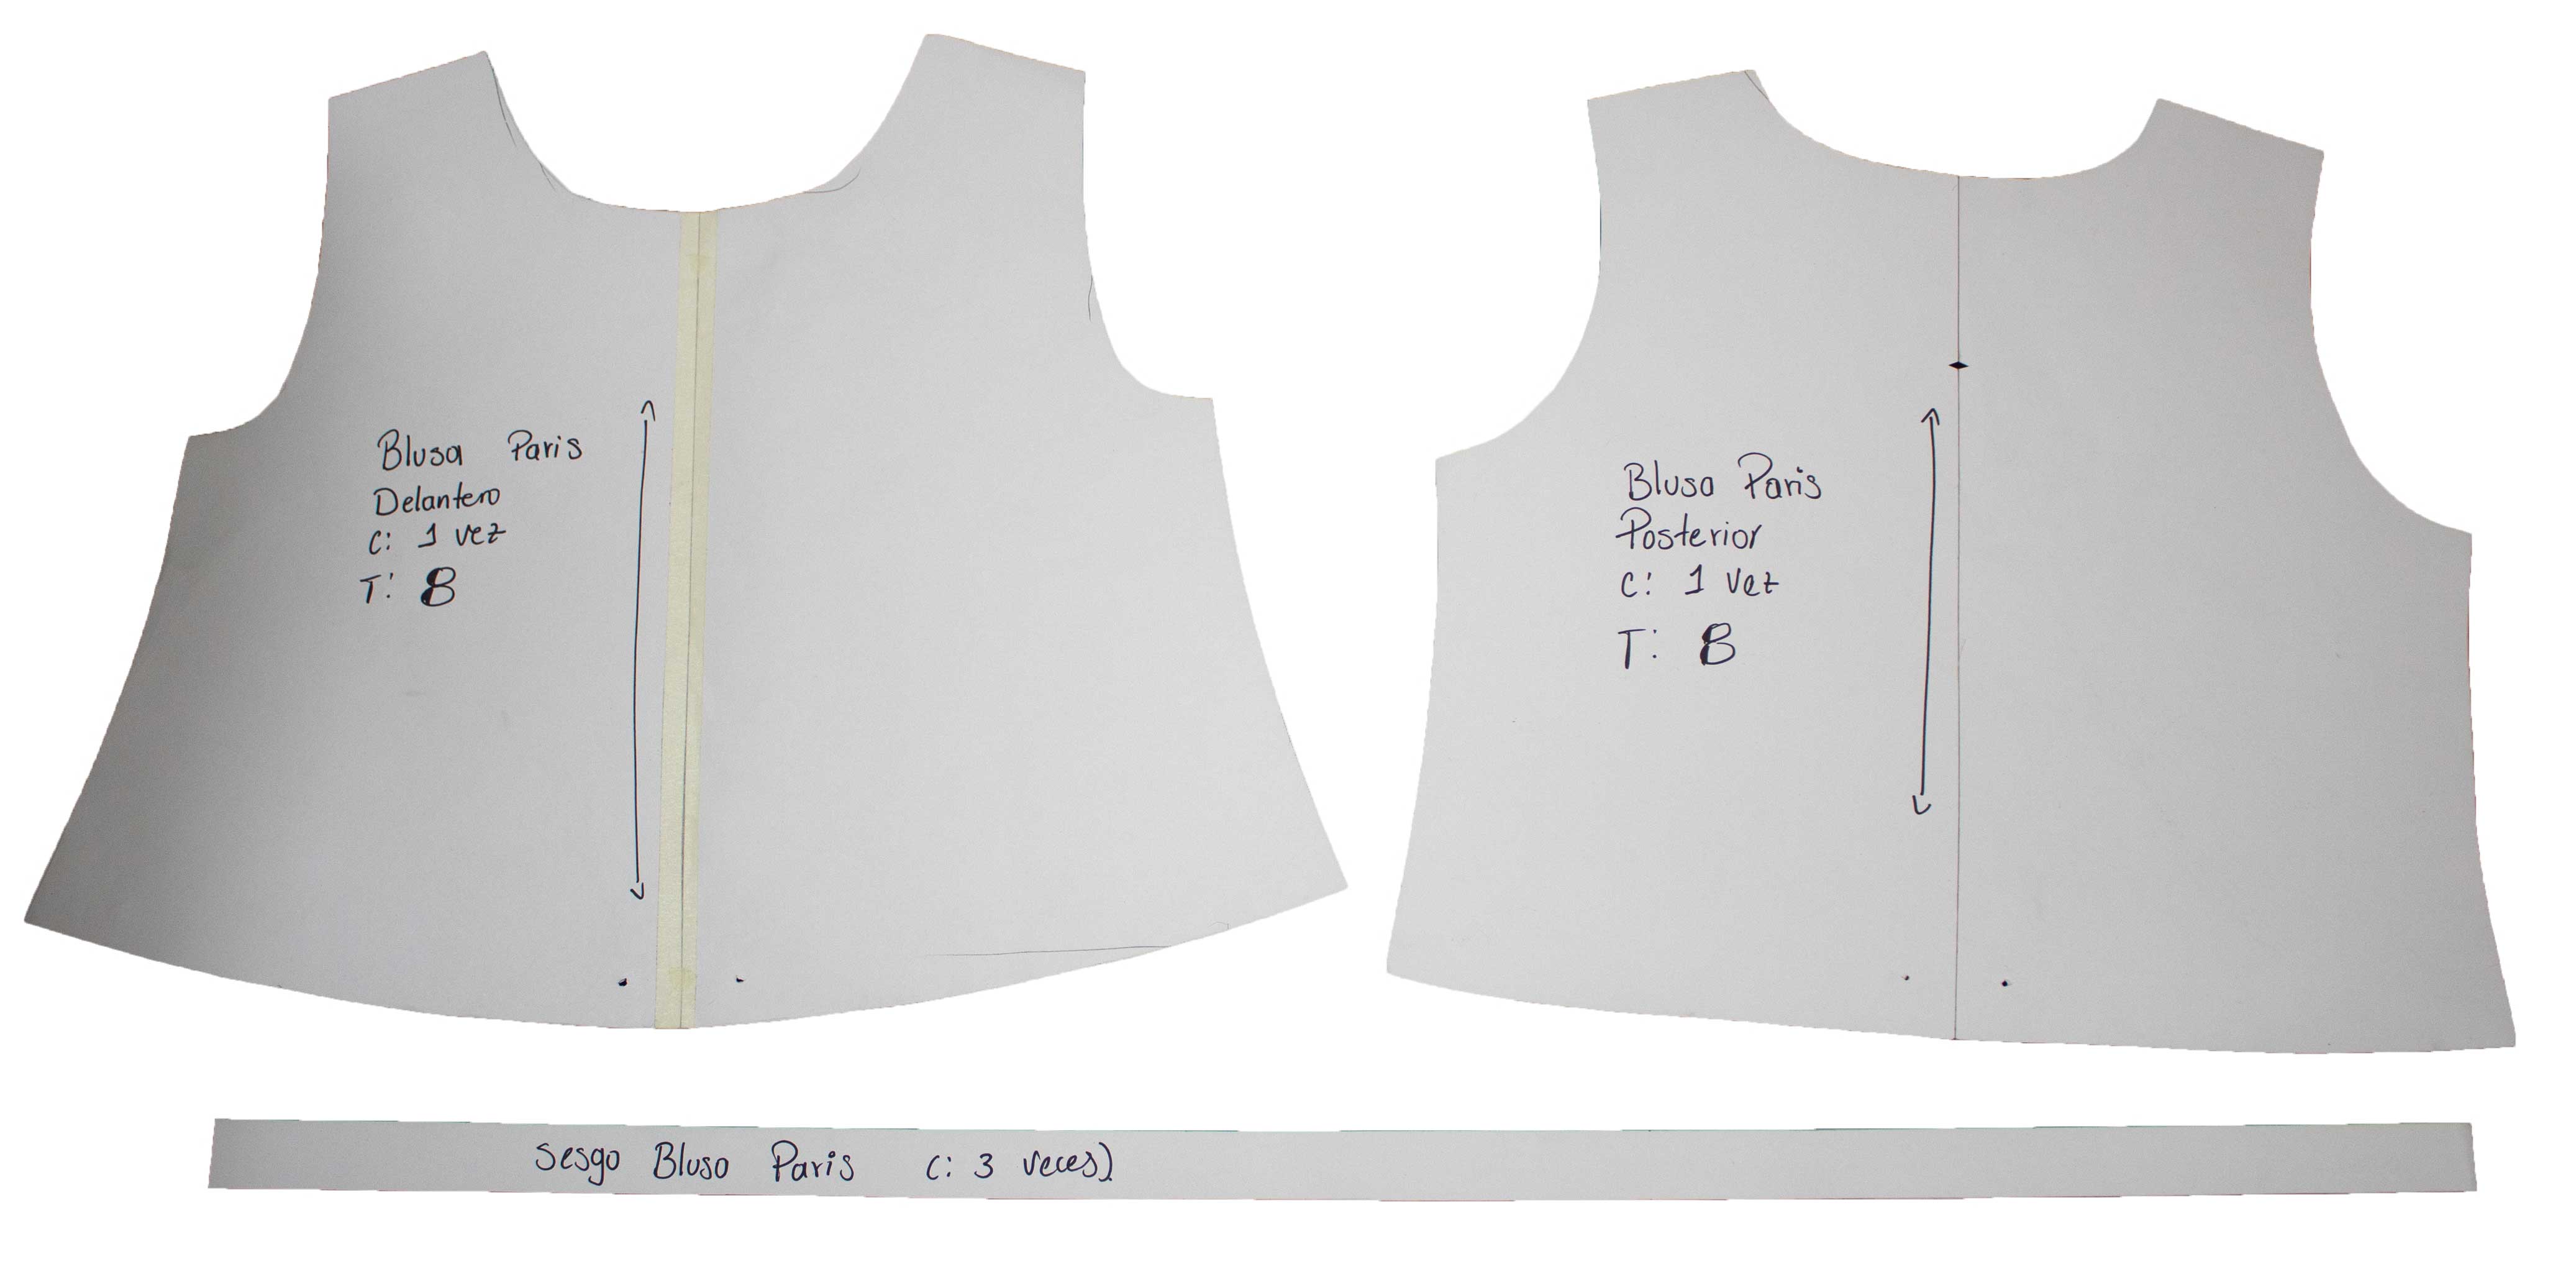 Blusa Paris
Delantero
C: 1 vez
T: 8
Blusa Paris
Posterior
C: 1 vez
T: 8
Sesgo Blusa Paris C: 3 veces)